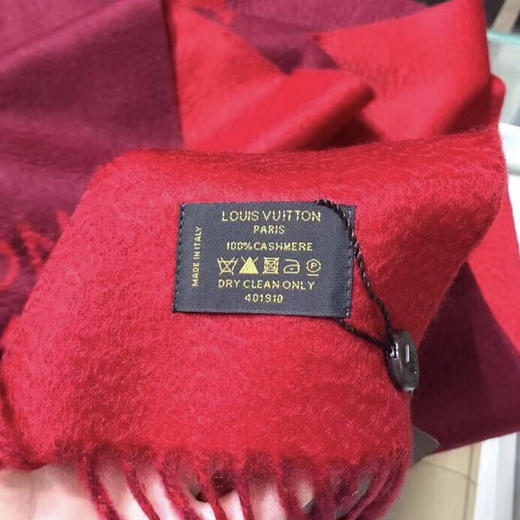 LOUIS VUITTON
PARIS
100% CASHMERE
DRY CLEAN ONLY
401910
MADE IN ITALY